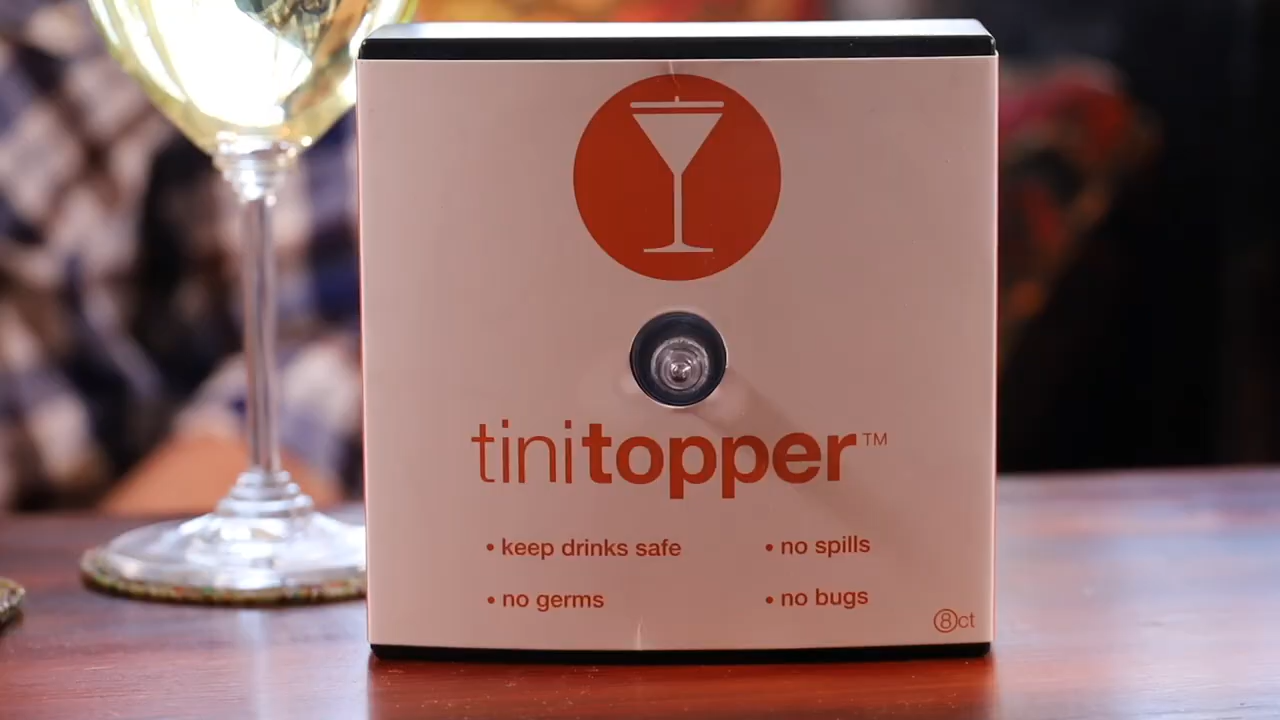 tinitopper™
• keep drinks safe • no spills
• no germs • no bugs
8ct